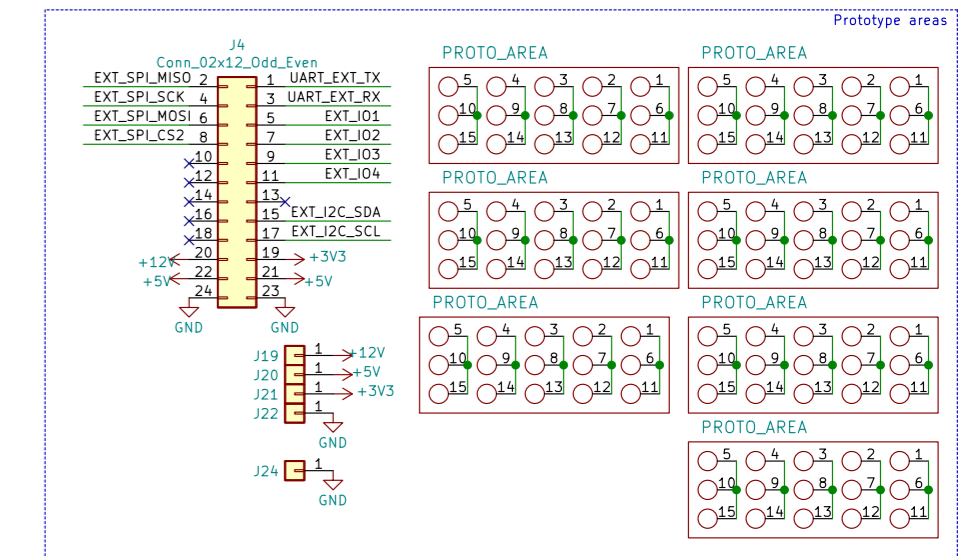 Prototype areas
J4
Conn_02x12_Odd_Even
EXT_SPI_MISO 2 1 UART_EXT_TX
EXT_SPI_SCK 4 3 UART_EXT_RX
EXT_SPI_MOSI 6 5 EXT_IO1
EXT_SPI_CS2 8 7 EXT_IO2
10 9 EXT_IO3
12 11 EXT_IO4
14 13
16 15 EXT_I2C_SDA
18 17 EXT_I2C_SCL
+12V 20 19 +3V3
+5V 22 21 +5V
24 23
GND GND
J19 1 +12V
J20 1 +5V
J21 1 +3V3
J22 1
GND
J24 1
GND
PROTO_AREA
5 4 3 2 1
10 9 8 7 6
15 14 13 12 11
PROTO_AREA
5 4 3 2 1
10 9 8 7 6
15 14 13 12 11
PROTO_AREA
5 4 3 2 1
10 9 8 7 6
15 14 13 12 11
PROTO_AREA
5 4 3 2 1
10 9 8 7 6
15 14 13 12 11
PROTO_AREA
5 4 3 2 1
10 9 8 7 6
15 14 13 12 11
PROTO_AREA
5 4 3 2 1
10 9 8 7 6
15 14 13 12 11
PROTO_AREA
5 4 3 2 1
10 9 8 7 6
15 14 13 12 11